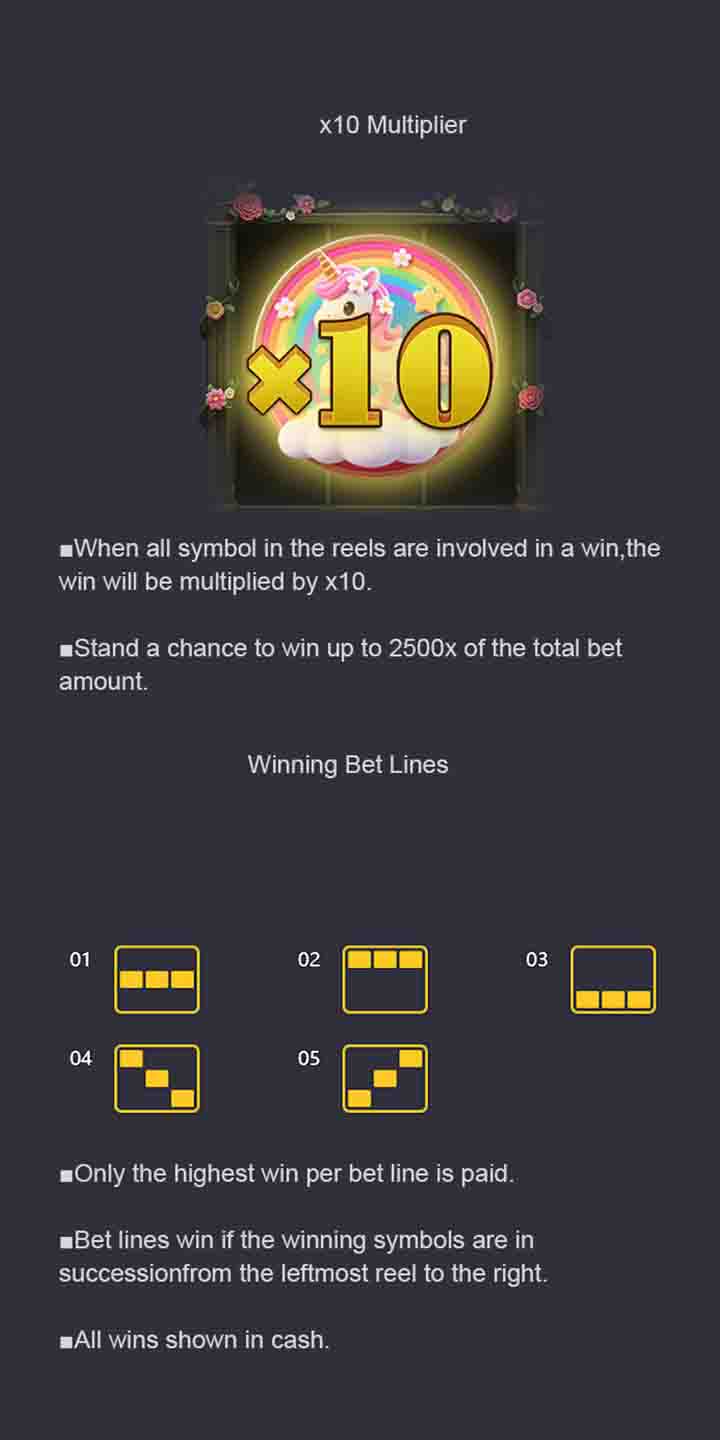 x10 Multiplier
×10
■When all symbol in the reels are involved in a win,the
win will be multiplied by x10.
■Stand a chance to win up to 2500x of the total bet
amount.
Winning Bet Lines
01 02 03
04 05
■Only the highest win per bet line is paid.
■Bet lines win if the winning symbols are in
successionfrom the leftmost reel to the right.
■All wins shown in cash.